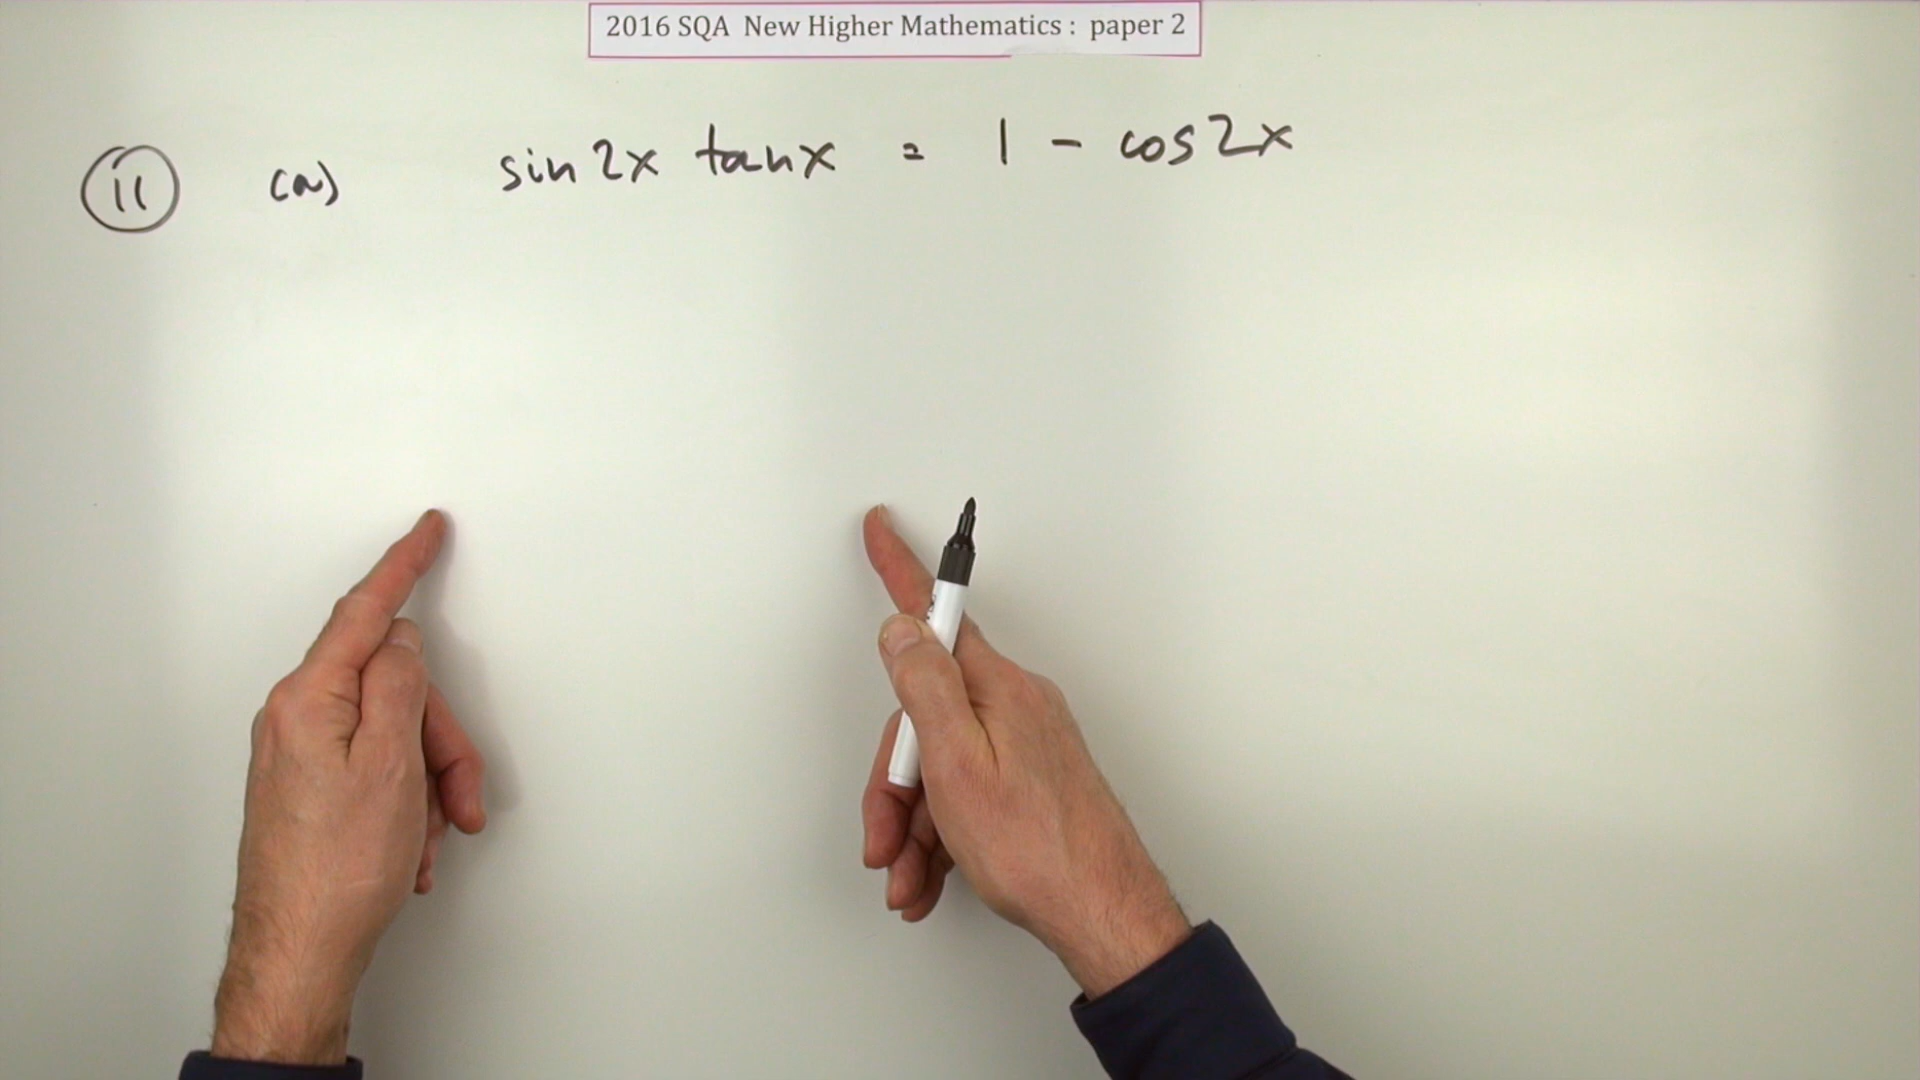 2016 SQA New Higher Mathematics : paper 2
11 (a) sin 2x tan x = 1 - cos 2x